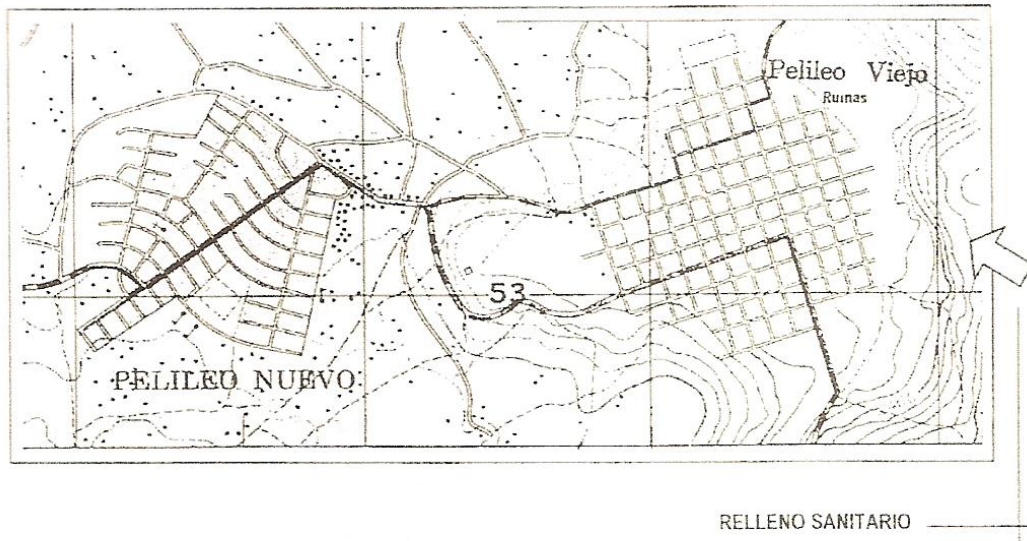 Pelileo Viejo
Ruinas
53
PELILEO NUEVO
RELLENO SANITARIO